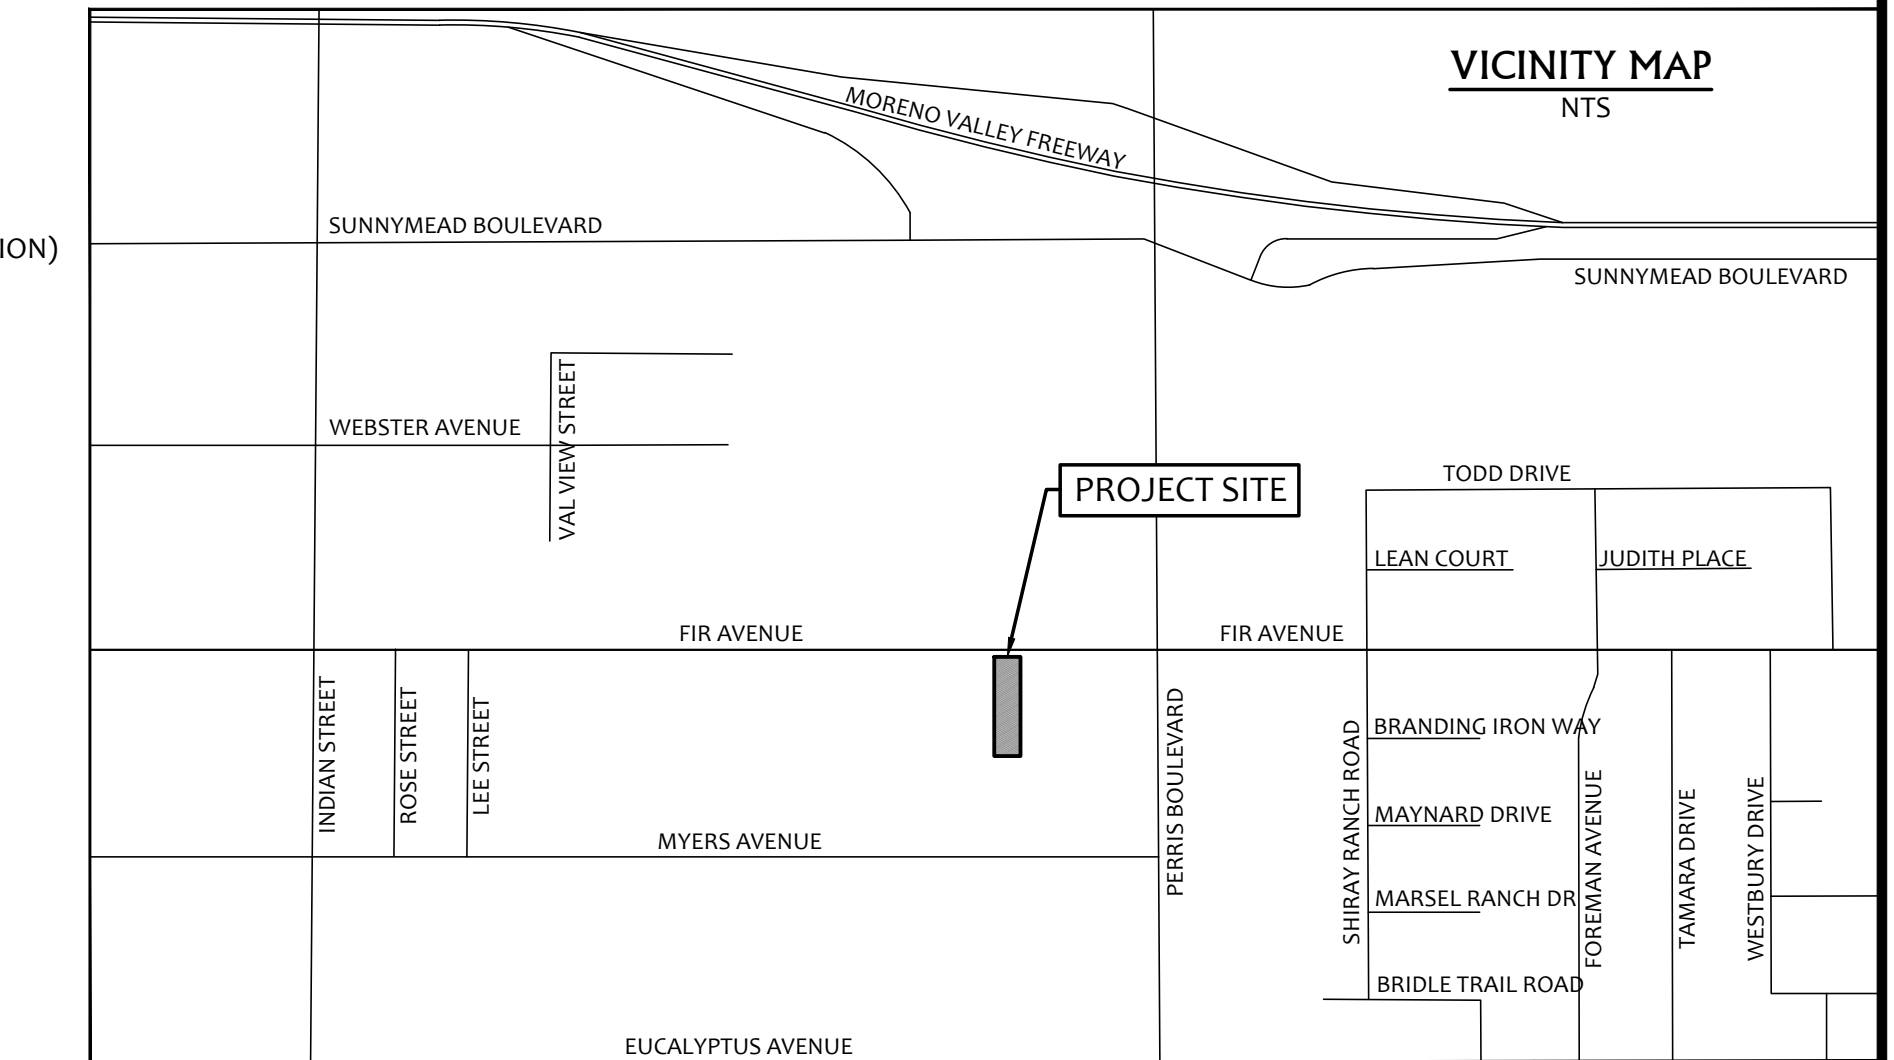 VICINITY MAP
NTS
MORENO VALLEY FREEWAY
SUNNYMEAD BOULEVARD
ION)
SUNNYMEAD BOULEVARD
VAL VIEW STREET
WEBSTER AVENUE
PROJECT SITE
TODD DRIVE
LEAN COURT
JUDITH PLACE
FIR AVENUE
FIR AVENUE
INDIAN STREET
ROSE STREET
LEE STREET
PERRIS BOULEVARD
SHIRAY RANCH ROAD
BRANDING IRON WAY
FOREMAN AVENUE
TAMARA DRIVE
WESTBURY DRIVE
MAYNARD DRIVE
MYERS AVENUE
MARSEL RANCH DR
BRIDLE TRAIL ROAD
EUCALYPTUS AVENUE